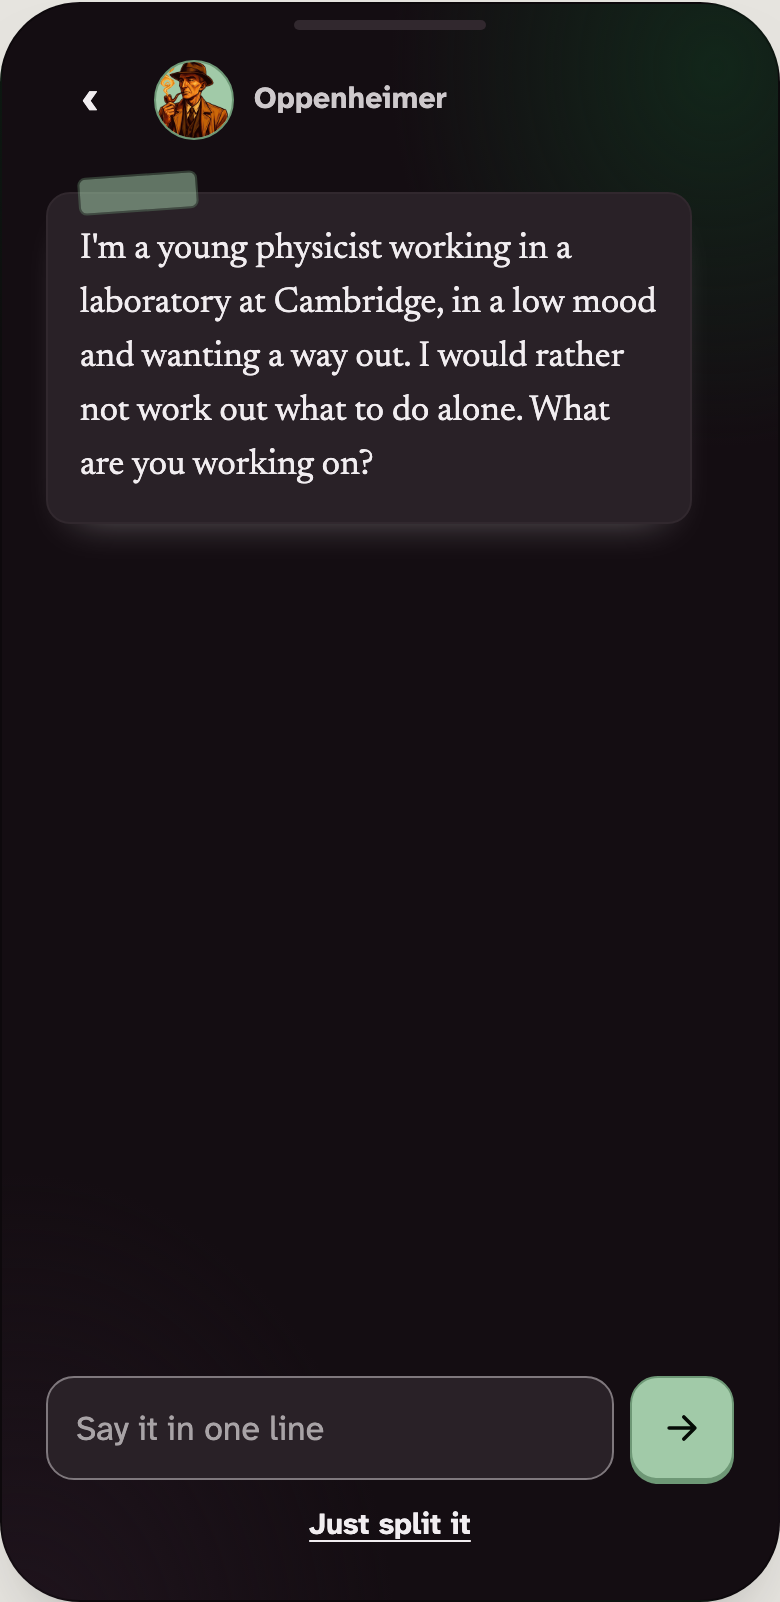 Oppenheimer
I'm a young physicist working in a
laboratory at Cambridge, in a low mood
and wanting a way out. I would rather
not work out what to do alone. What
are you working on?
Say it in one line
Just split it